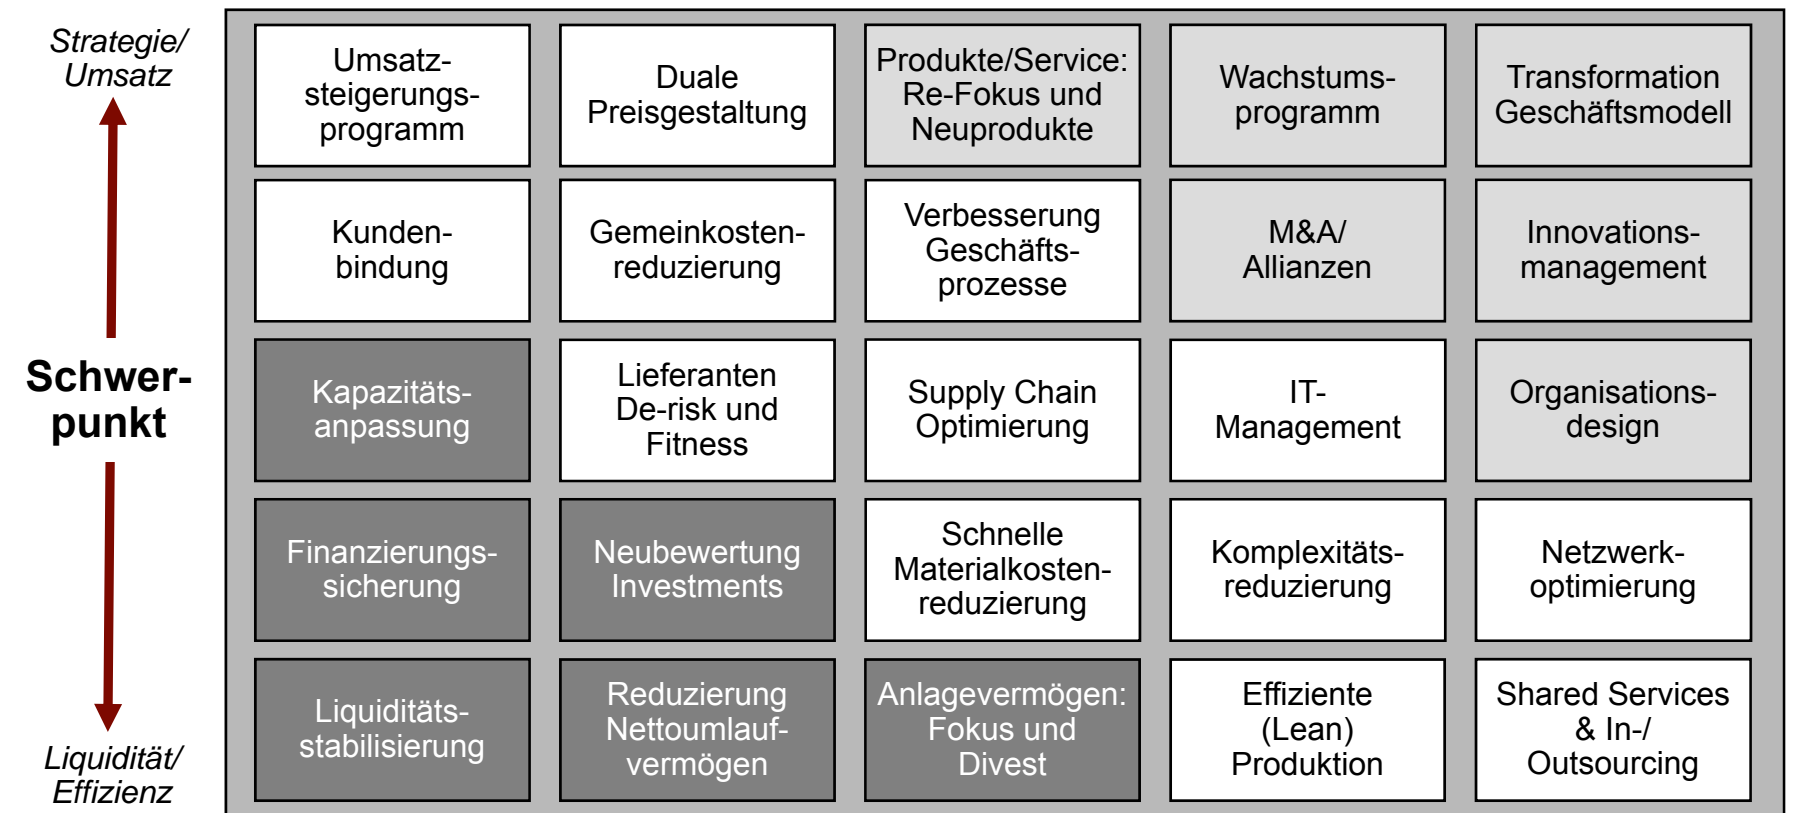 Strategie/
Umsatz
Schwer-
punkt
Liquidität/
Effizienz
Umsatz-
steigerungs-
programm
Duale
Preisgestaltung
Produkte/Service:
Re-Fokus und
Neuprodukte
Wachstums-
programm
Transformation
Geschäftsmodell
Kunden-
bindung
Gemeinkosten-
reduzierung
Verbesserung
Geschäfts-
prozesse
M&A/
Allianzen
Innovations-
management
Kapazitäts-
anpassung
Lieferanten
De-risk und
Fitness
Supply Chain
Optimierung
IT-
Management
Organisations-
design
Finanzierungs-
sicherung
Neubewertung
Investments
Schnelle
Materialkosten-
reduzierung
Komplexitäts-
reduzierung
Netzwerk-
optimierung
Liquiditäts-
stabilisierung
Reduzierung
Nettoumlauf-
vermögen
Anlagevermögen:
Fokus und
Divest
Effiziente
(Lean)
Produktion
Shared Services
& In-/
Outsourcing